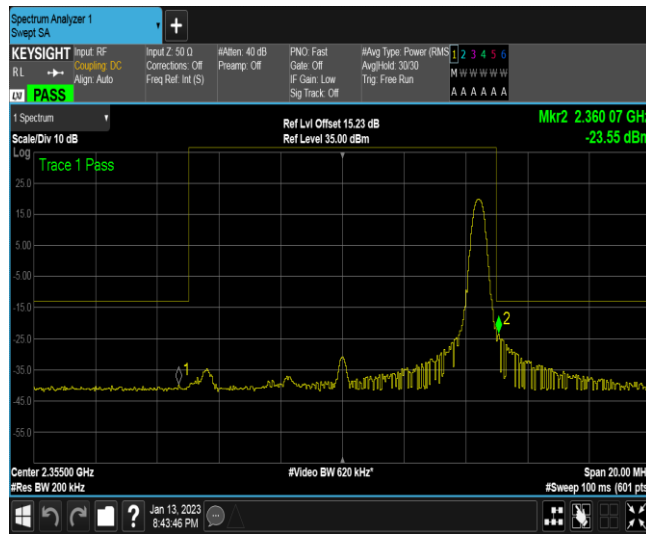 Spectrum Analyzer 1
Swept SA
+
KEYSIGHT Input: RF Input Z: 50 Ω #Atten: 40 dB PNO: Fast #Avg Type: Power (RMS 1 2 3 4 5 6
RL Coupling: DC Corrections: Off Preamp: Off Gate: Off Avg|Hold: 30/30 M W W W W W
Align: Auto Freq Ref: Int (S) IF Gain: Low Trig: Free Run
LXI PASS Sig Track: Off A A A A A A
1 Spectrum Ref Lvl Offset 15.23 dB Mkr2 2.360 07 GHz
Scale/Div 10 dB Ref Level 35.00 dBm -23.55 dBm
Log Trace 1 Pass
25.0
15.0
5.00
-5.00
-15.0
2
-25.0
1
-35.0
-45.0
-55.0
Center 2.35500 GHz #Video BW 620 kHz* Span 20.00 MH
#Res BW 200 kHz #Sweep 100 ms (601 pts
? Jan 13, 2023
8:43:46 PM